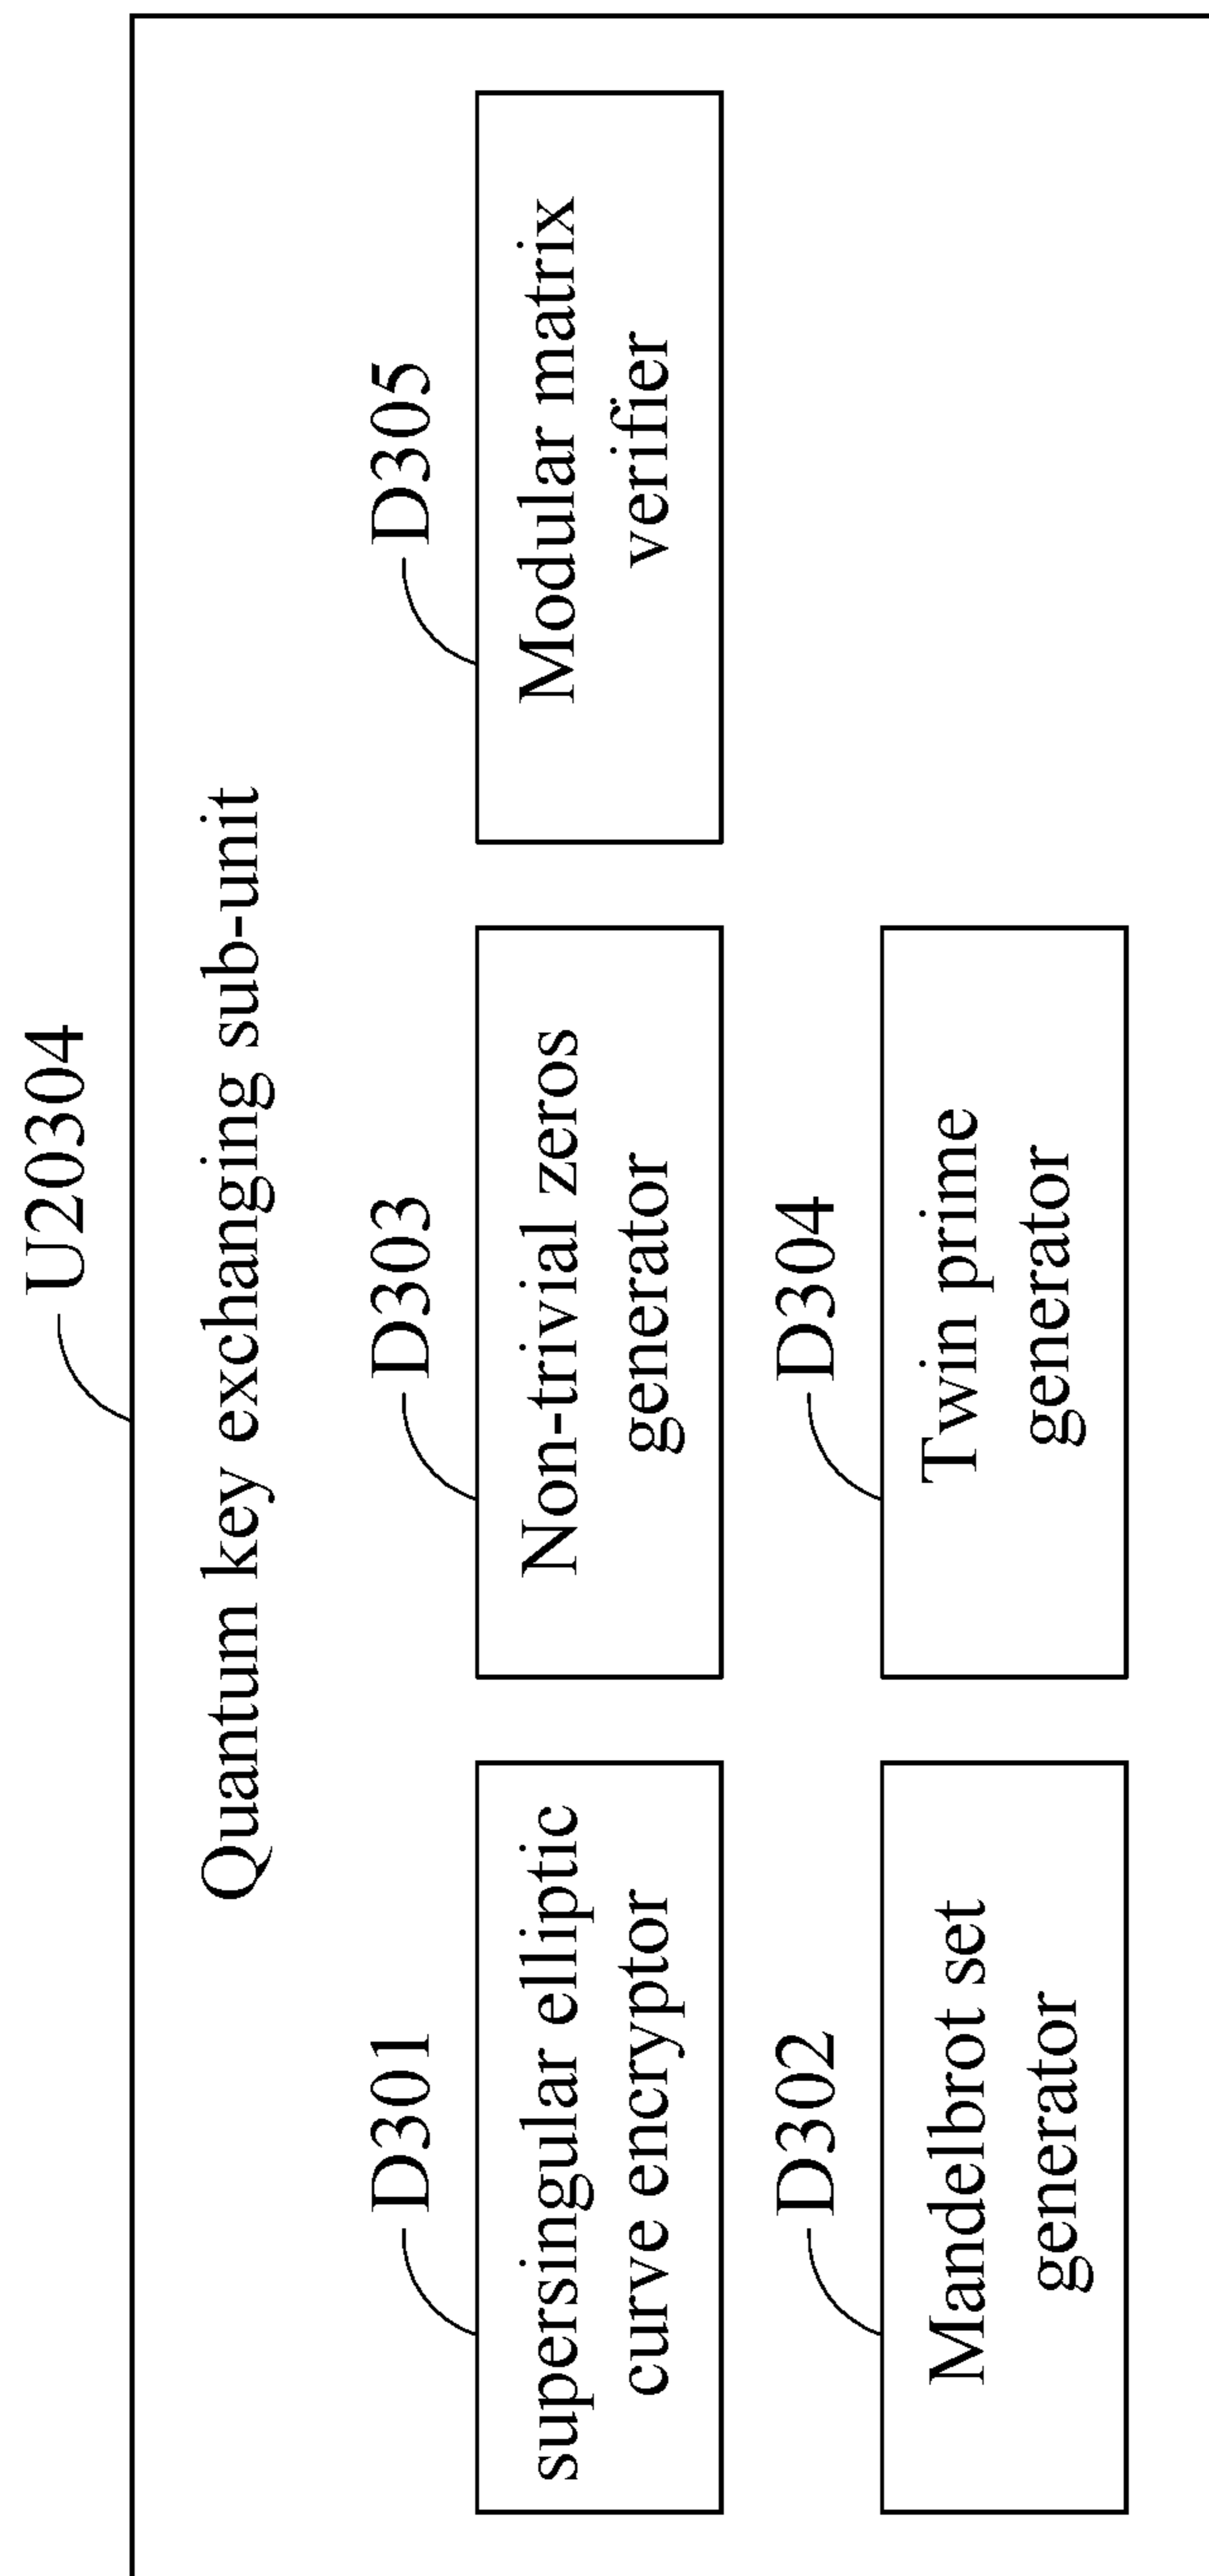 U20304
Quantum key exchanging sub-unit
D301
supersingular elliptic
curve encryptor
D303
Non-trivial zeros
generator
D305
Modular matrix
verifier
D302
Mandelbrot set
generator
D304
Twin prime
generator